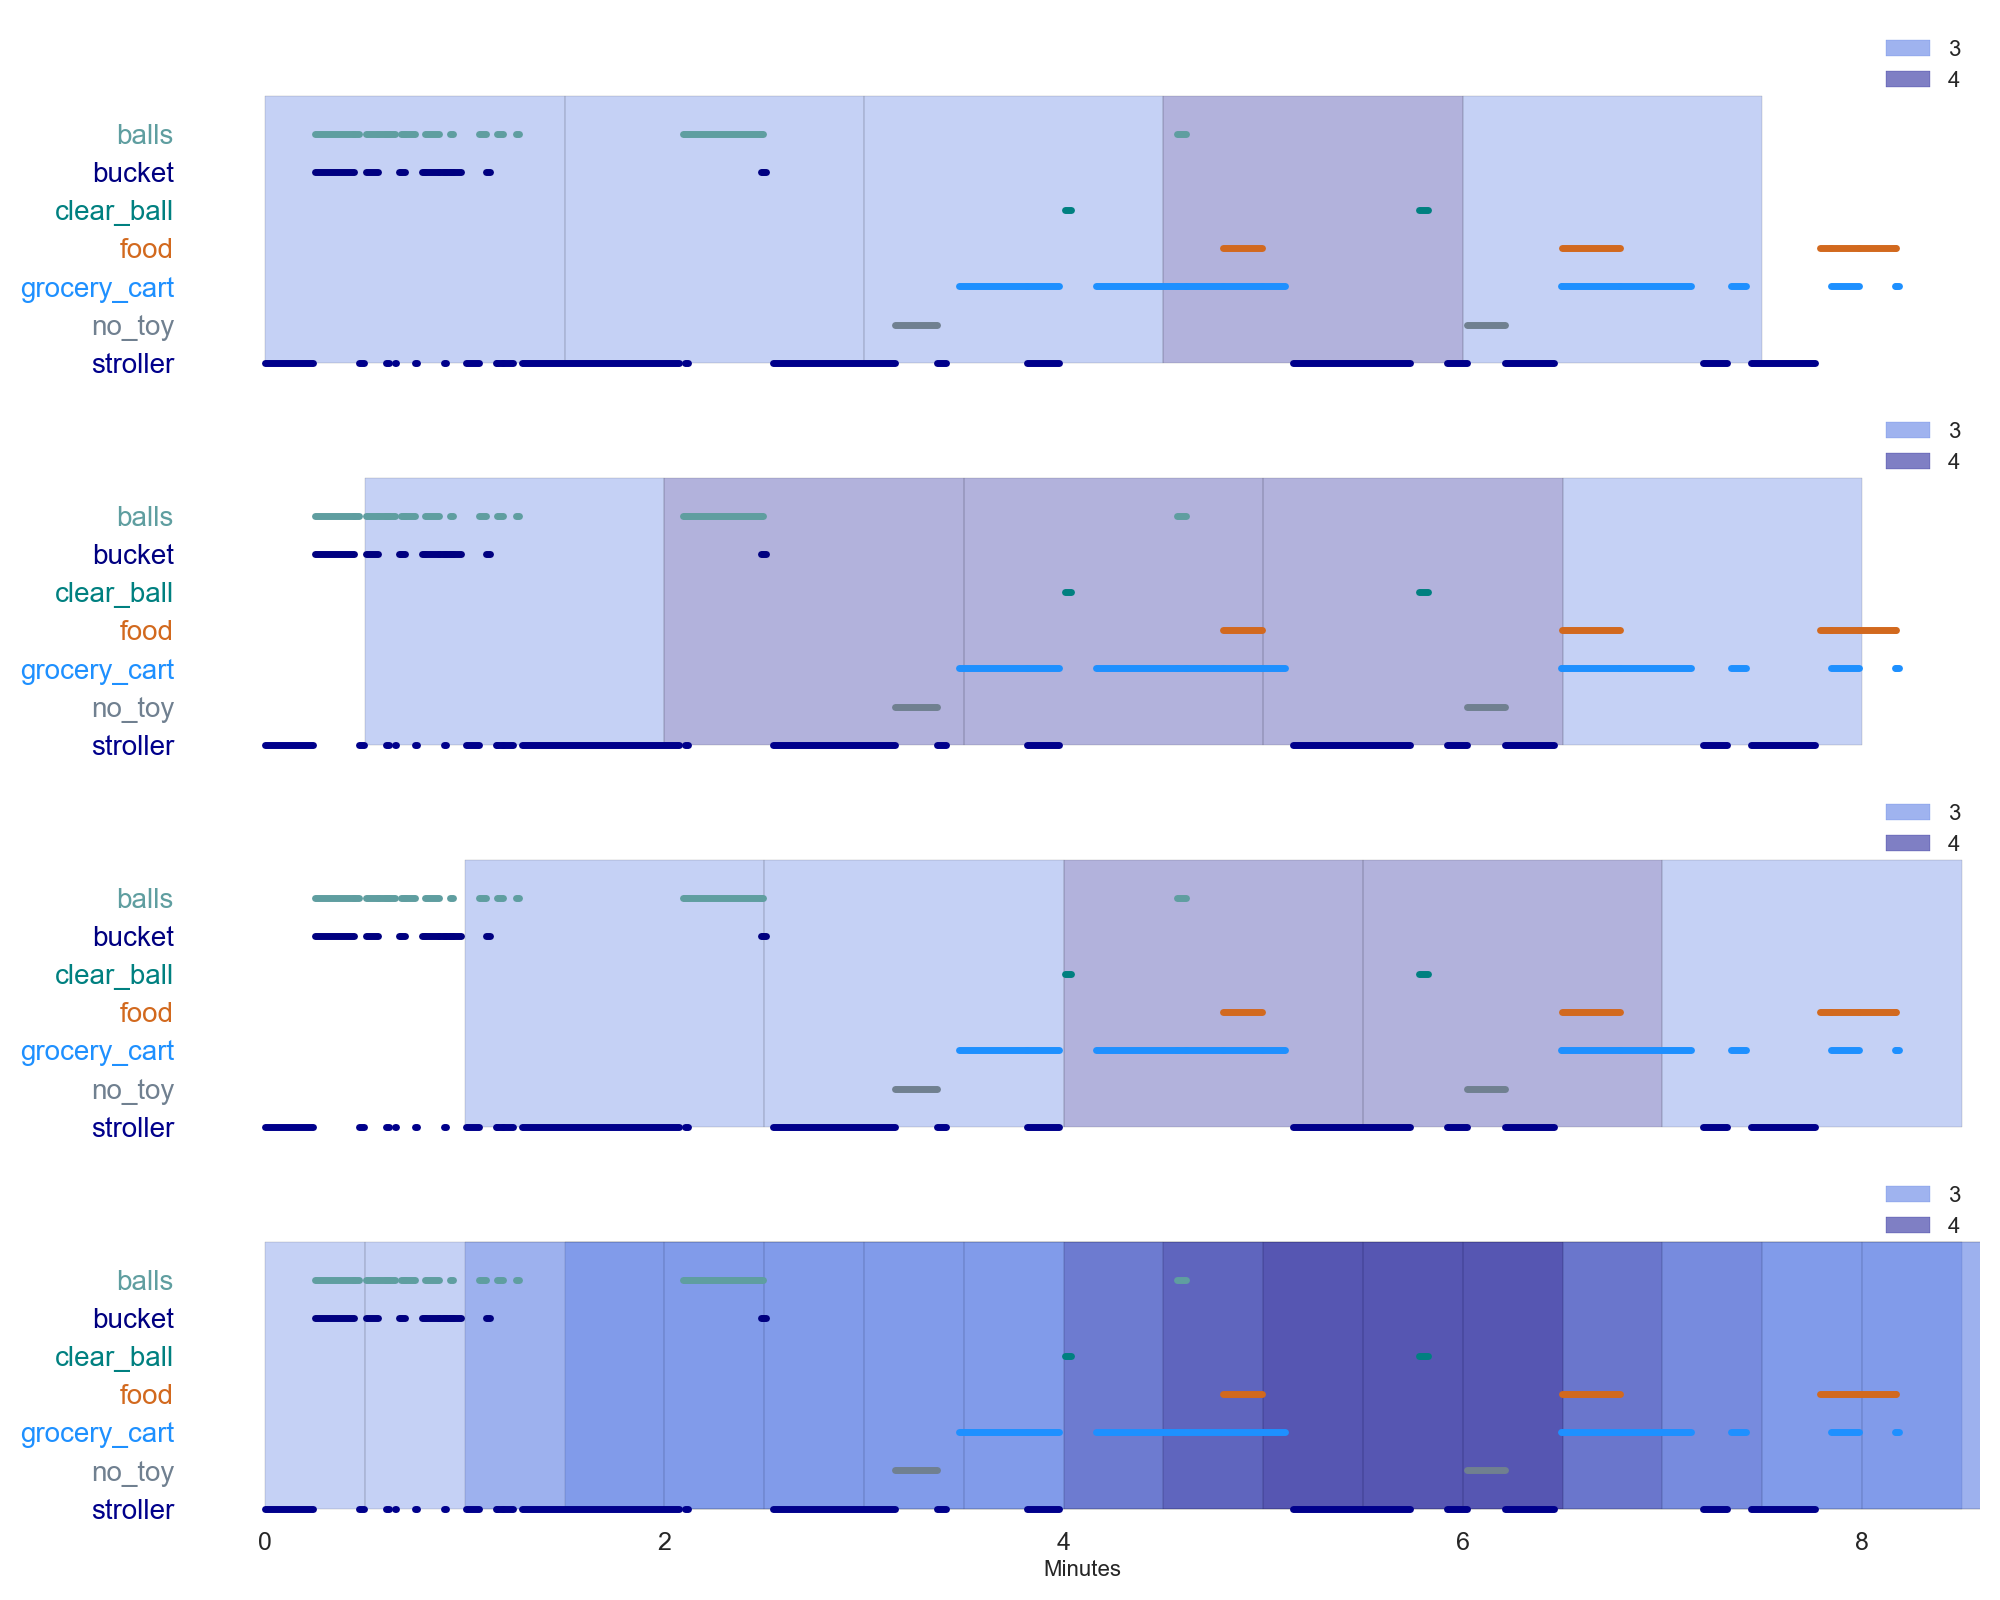 3
4
balls
bucket
clear_ball
food
grocery_cart
no_toy
stroller
3
4
balls
bucket
clear_ball
food
grocery_cart
no_toy
stroller
3
4
balls
bucket
clear_ball
food
grocery_cart
no_toy
stroller
3
4
balls
bucket
clear_ball
food
grocery_cart
no_toy
stroller
0 2 4 6 8
Minutes